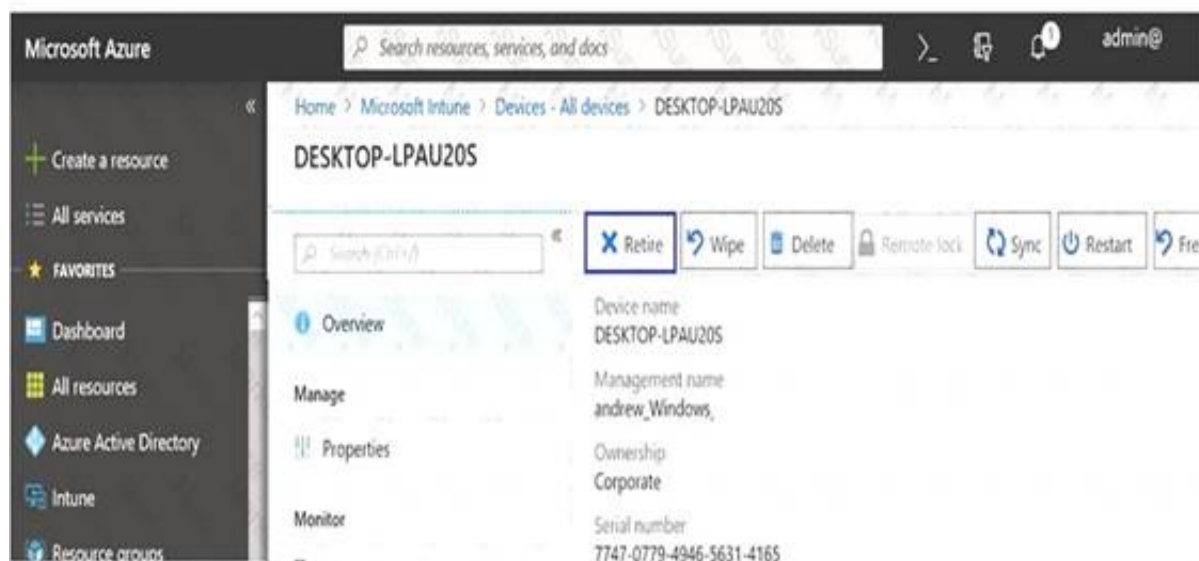 Microsoft Azure
Search resources, services, and docs
admin@
Create a resource
All services
FAVORITES
Dashboard
All resources
Azure Active Directory
Intune
Resource groups
Home > Microsoft Intune > Devices - All devices > DESKTOP-LPAU20S
DESKTOP-LPAU20S
Search (Ctrl+/)
Overview
Manage
Properties
Monitor
Retire Wipe Delete Remote lock Sync Restart Fre
Device name
DESKTOP-LPAU20S
Management name
andrew_Windows_
Ownership
Corporate
Serial number
7747-0779-4946-5631-4165